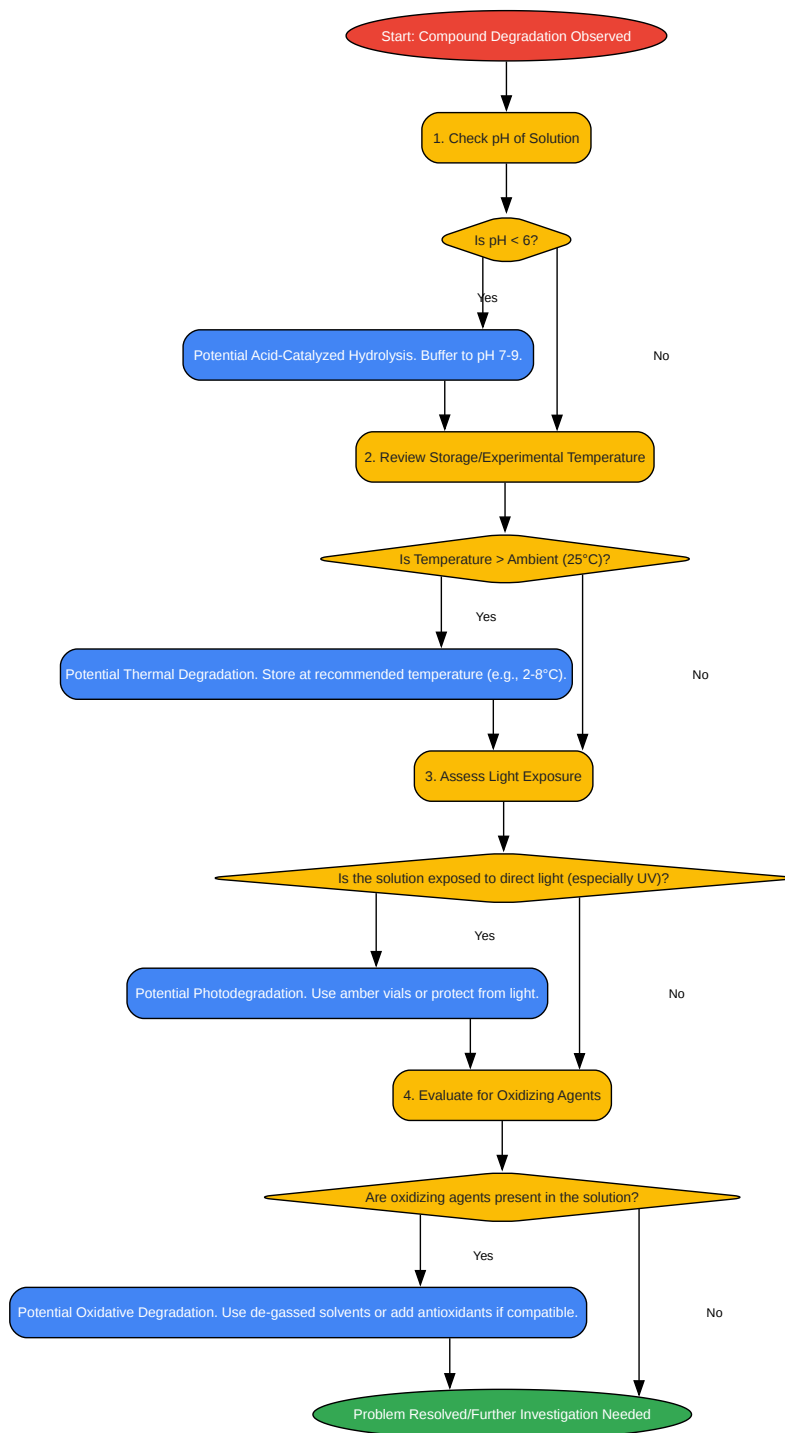 Start: Compound Degradation Observed
1. Check pH of Solution
Is pH < 6?
Yes
Potential Acid-Catalyzed Hydrolysis. Buffer to pH 7-9.
No
2. Review Storage/Experimental Temperature
Is Temperature > Ambient (25°C)?
Yes
Potential Thermal Degradation. Store at recommended temperature (e.g., 2-8°C).
No
3. Assess Light Exposure
Is the solution exposed to direct light (especially UV)?
Yes
Potential Photodegradation. Use amber vials or protect from light.
No
4. Evaluate for Oxidizing Agents
Are oxidizing agents present in the solution?
Yes
Potential Oxidative Degradation. Use de-gassed solvents or add antioxidants if compatible.
No
Problem Resolved/Further Investigation Needed